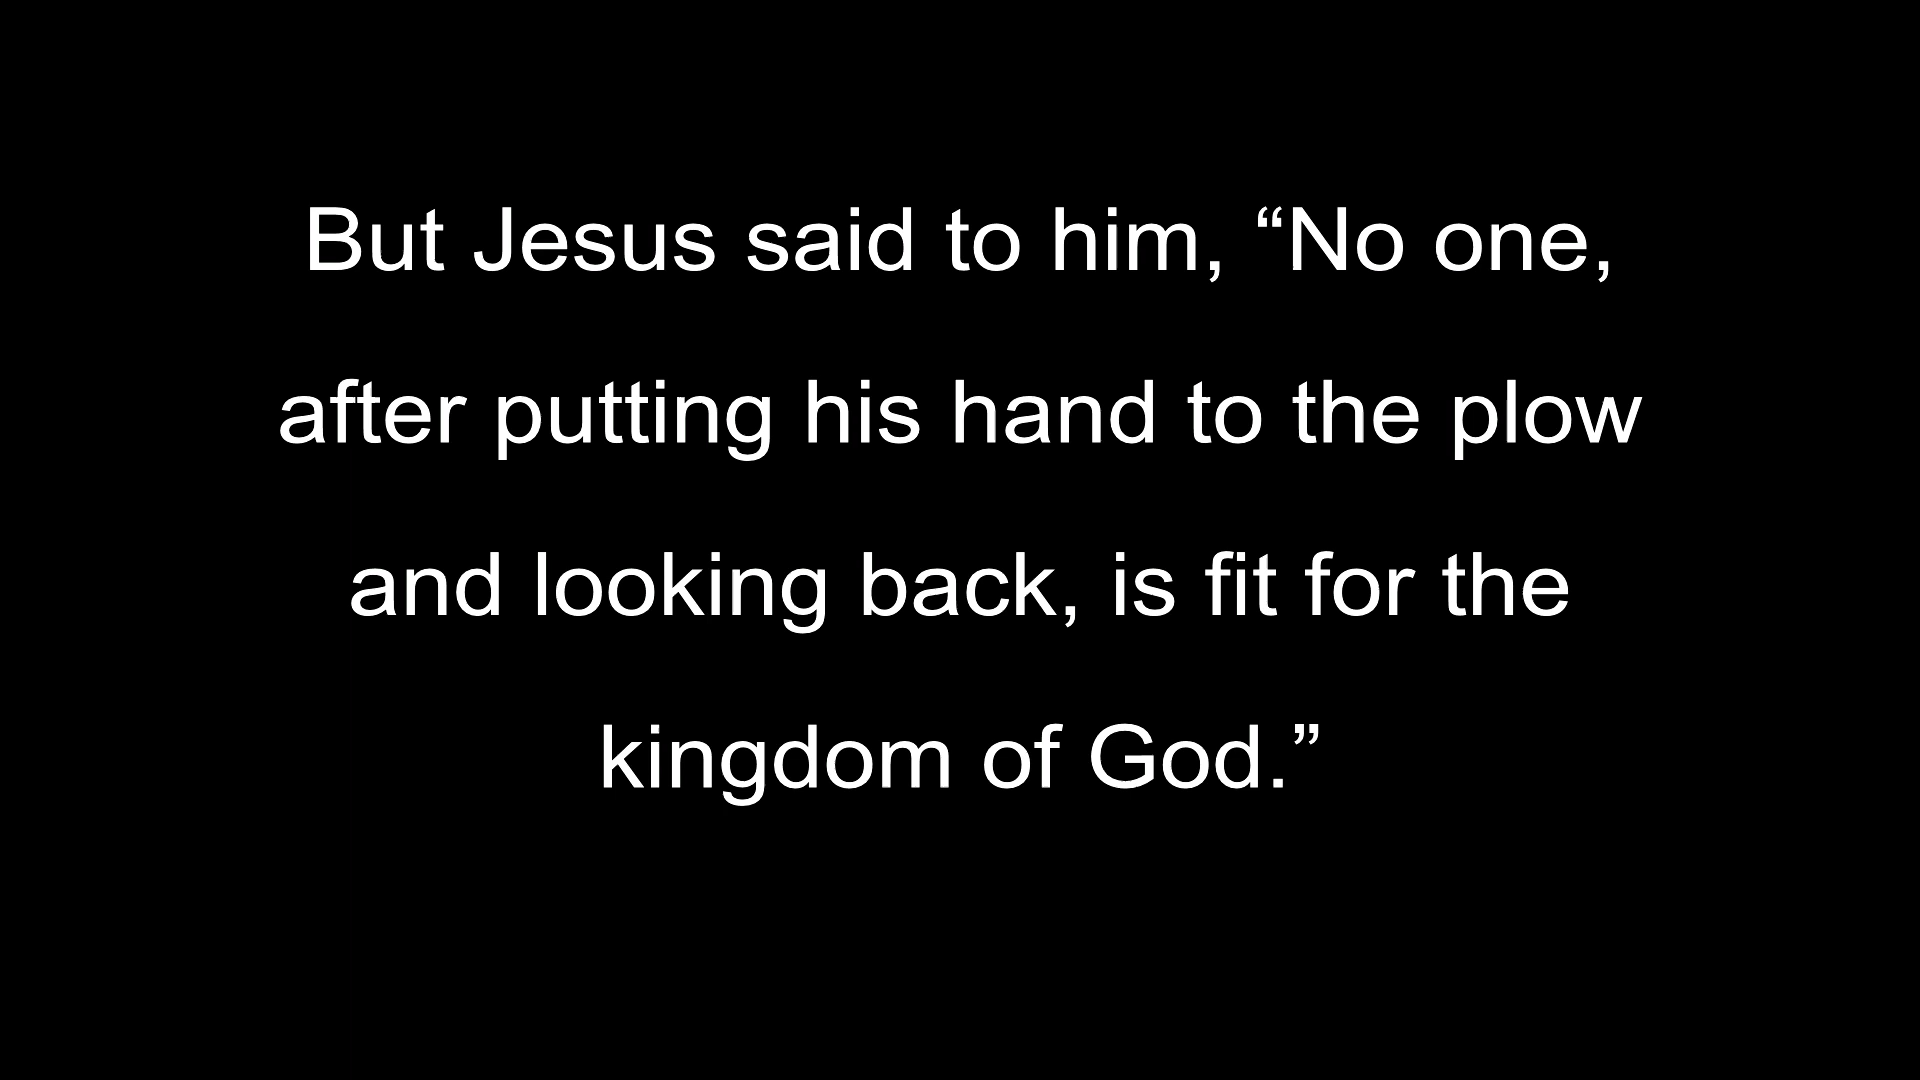 But Jesus said to him, “No one,
after putting his hand to the plow
and looking back, is fit for the
kingdom of God.”